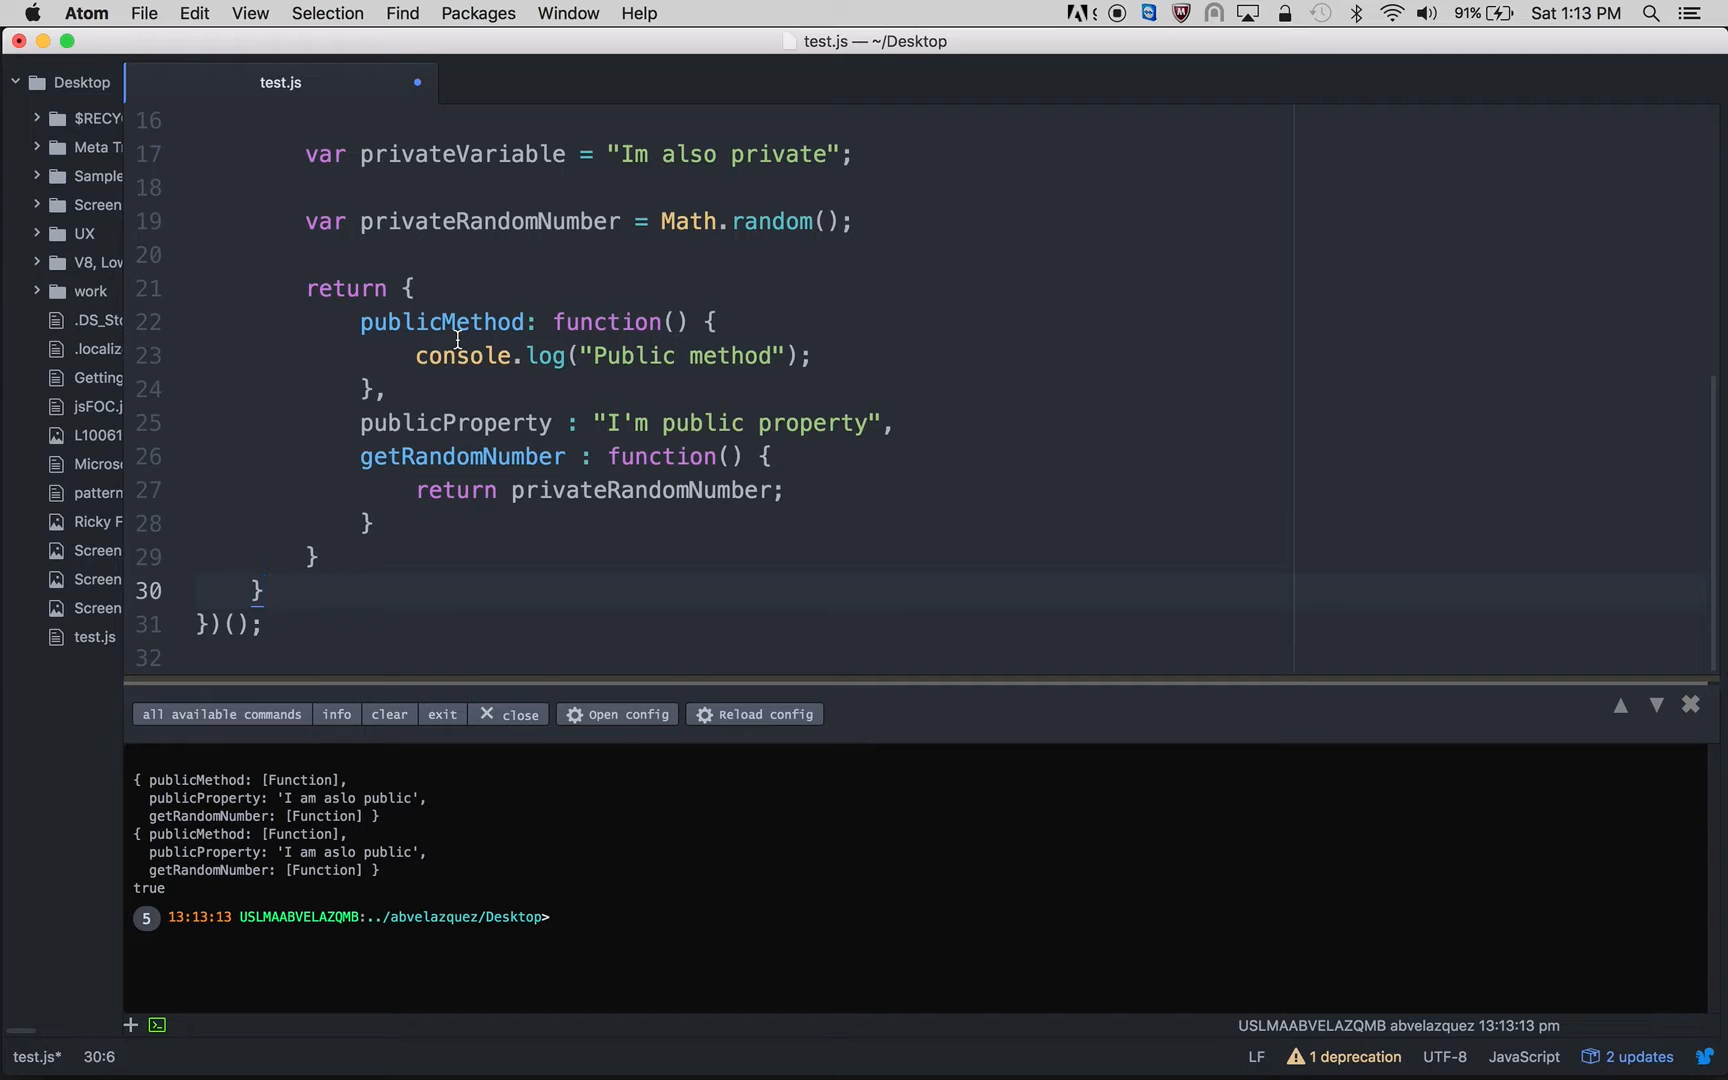 Atom File Edit View Selection Find Packages Window Help 91% Sat 1:13 PM
test.js — ~/Desktop
Desktop
$RECY
Meta Tr
Sample
Screen
UX
V8, Low
work
.DS_Sto
.localiz
Getting
jsFOC.j
L10061
Microso
pattern
Ricky F
Screen
Screen
Screen
test.js
test.js
16
17 var privateVariable = "Im also private";
18
19 var privateRandomNumber = Math.random();
20
21 return {
22 publicMethod: function() {
23 console.log("Public method");
24 },
25 publicProperty : "I'm public property",
26 getRandomNumber : function() {
27 return privateRandomNumber;
28 }
29 }
30 }
31 })();
32
all available commands info clear exit close Open config Reload config
{ publicMethod: [Function],
publicProperty: 'I am aslo public',
getRandomNumber: [Function] }
{ publicMethod: [Function],
publicProperty: 'I am aslo public',
getRandomNumber: [Function] }
true
5 13:13:13 USLMAABVELAZQMB:../abvelazquez/Desktop>
USLMAABVELAZQMB abvelazquez 13:13:13 pm
test.js* 30:6 LF 1 deprecation UTF-8 JavaScript 2 updates